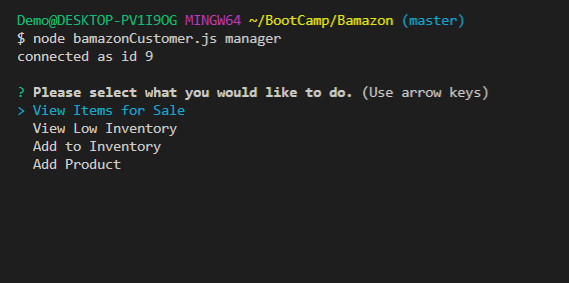 Demo@DESKTOP-PV1I9OG MINGW64 ~/BootCamp/Bamazon (master)
$ node bamazonCustomer.js manager
connected as id 9
? Please select what you would like to do. (Use arrow keys)
> View Items for Sale
View Low Inventory
Add to Inventory
Add Product